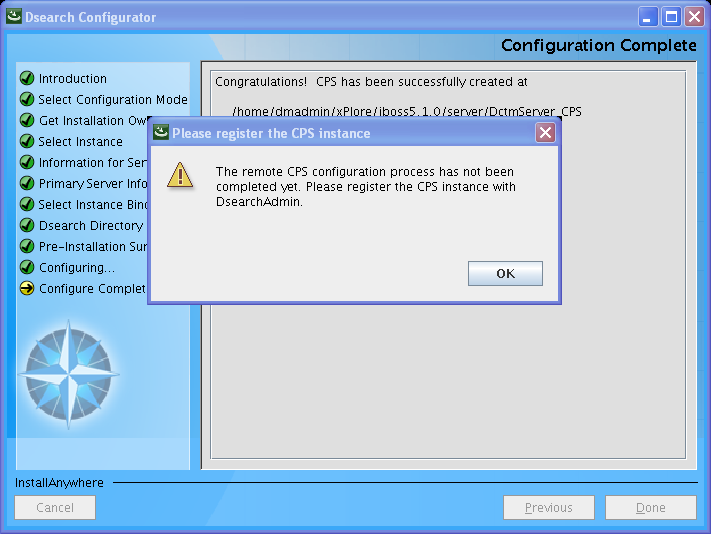 Dsearch Configurator
Configuration Complete
Introduction
Select Configuration Mode
Get Installation Ow
Select Instance
Information for Ser
Primary Server Info
Select Instance Bin
Dsearch Directory
Pre-Installation Su
Configuring...
Configure Complet
Congratulations! CPS has been successfully created at
/home/dmadmin/xPlore/jboss5.1.0/server/DctmServer_CPS
Please register the CPS instance
The remote CPS configuration process has not been
completed yet. Please register the CPS instance with
DsearchAdmin.
OK
InstallAnywhere
Cancel
Previous
Done